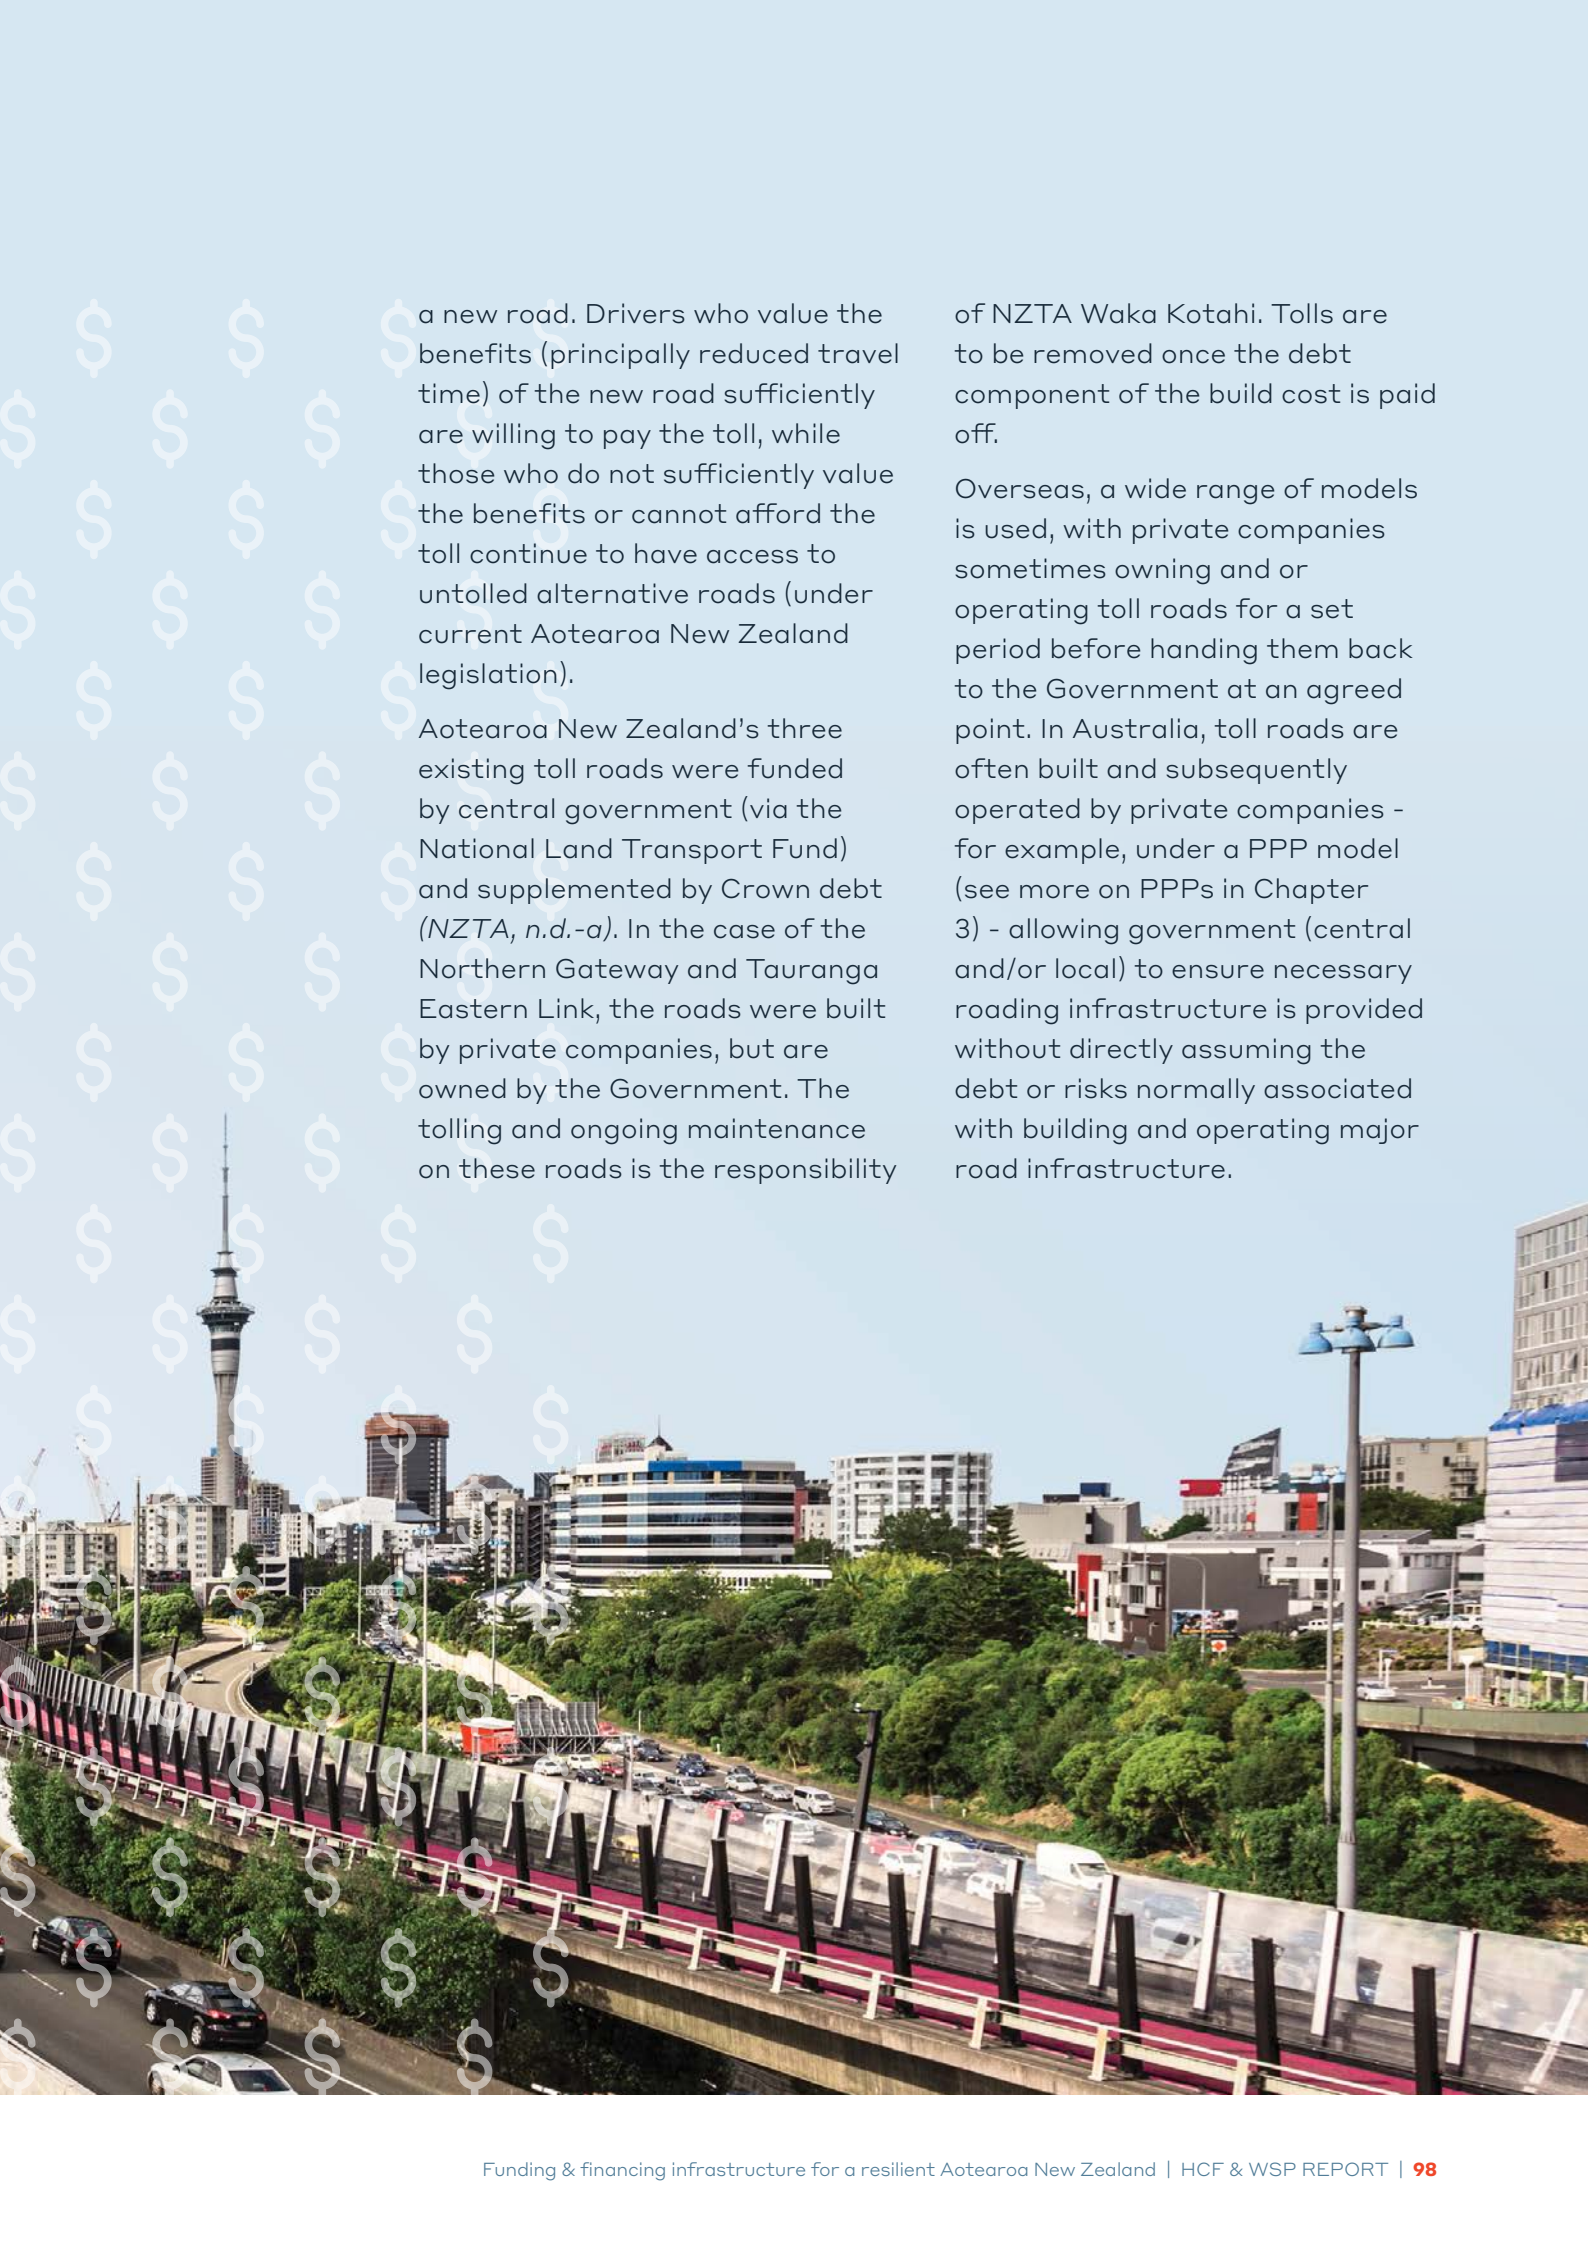 a new road. Drivers who value the
benefits (principally reduced travel
time) of the new road sufficiently
are willing to pay the toll, while
those who do not sufficiently value
the benefits or cannot afford the
toll continue to have access to
untolled alternative roads (under
current Aotearoa New Zealand
legislation).
Aotearoa New Zealand’s three
existing toll roads were funded
by central government (via the
National Land Transport Fund)
and supplemented by Crown debt
(NZTA, n.d.-a). In the case of the
Northern Gateway and Tauranga
Eastern Link, the roads were built
by private companies, but are
owned by the Government. The
tolling and ongoing maintenance
on these roads is the responsibility
of NZTA Waka Kotahi. Tolls are
to be removed once the debt
component of the build cost is paid
off.
Overseas, a wide range of models
is used, with private companies
sometimes owning and or
operating toll roads for a set
period before handing them back
to the Government at an agreed
point. In Australia, toll roads are
often built and subsequently
operated by private companies -
for example, under a PPP model
(see more on PPPs in Chapter
3) - allowing government (central
and/or local) to ensure necessary
roading infrastructure is provided
without directly assuming the
debt or risks normally associated
with building and operating major
road infrastructure.
Funding & financing infrastructure for a resilient Aotearoa New Zealand | HCF & WSP REPORT | 98